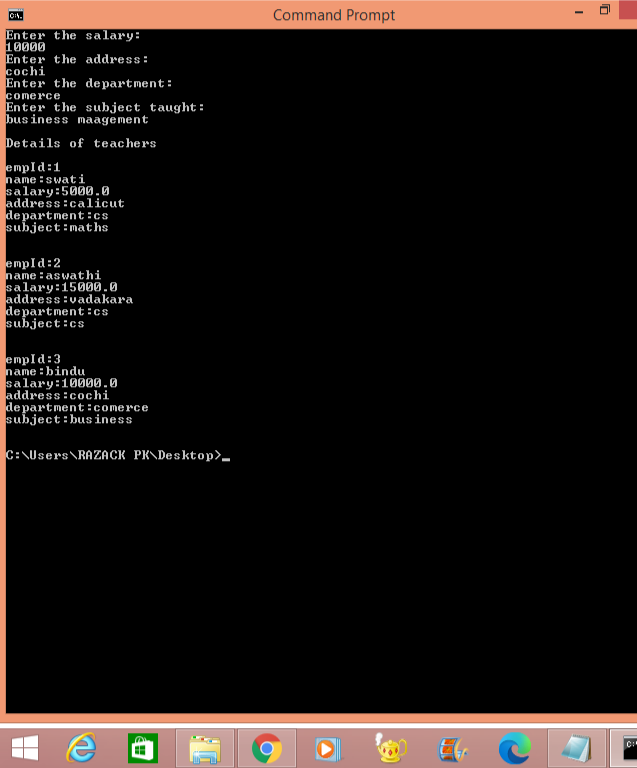 Command Prompt
Enter the salary:
10000
Enter the address:
cochi
Enter the department:
comerce
Enter the subject taught:
business maagement
Details of teachers
empId:1
name:swati
salary:5000.0
address:calicut
department:cs
subject:maths
empId:2
name:aswathi
salary:15000.0
address:vadakara
department:cs
subject:cs
empId:3
name:bindu
salary:10000.0
address:cochi
department:comerce
subject:business
C:\Users\RAZACK PK\Desktop>_